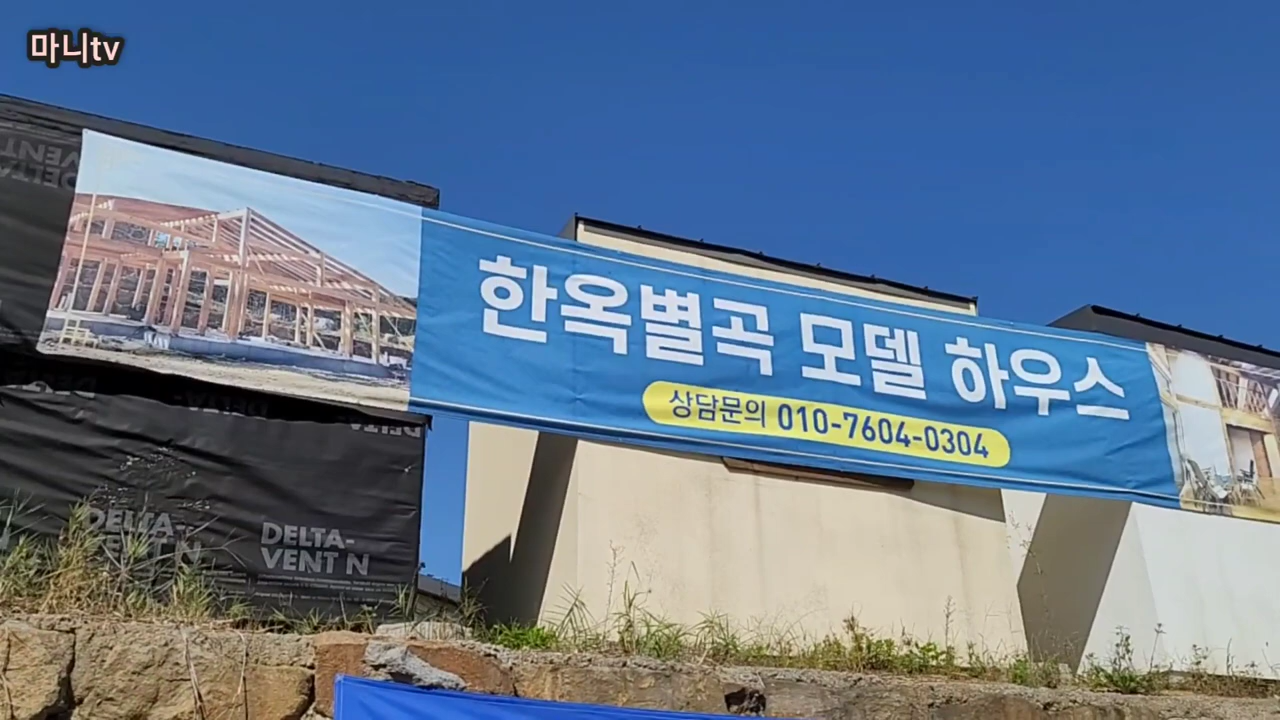 마니tv
한옥별곡 모델 하우스
상담문의 010-7604-0304
DELTA-
VENT N
DELTA-
VENT N